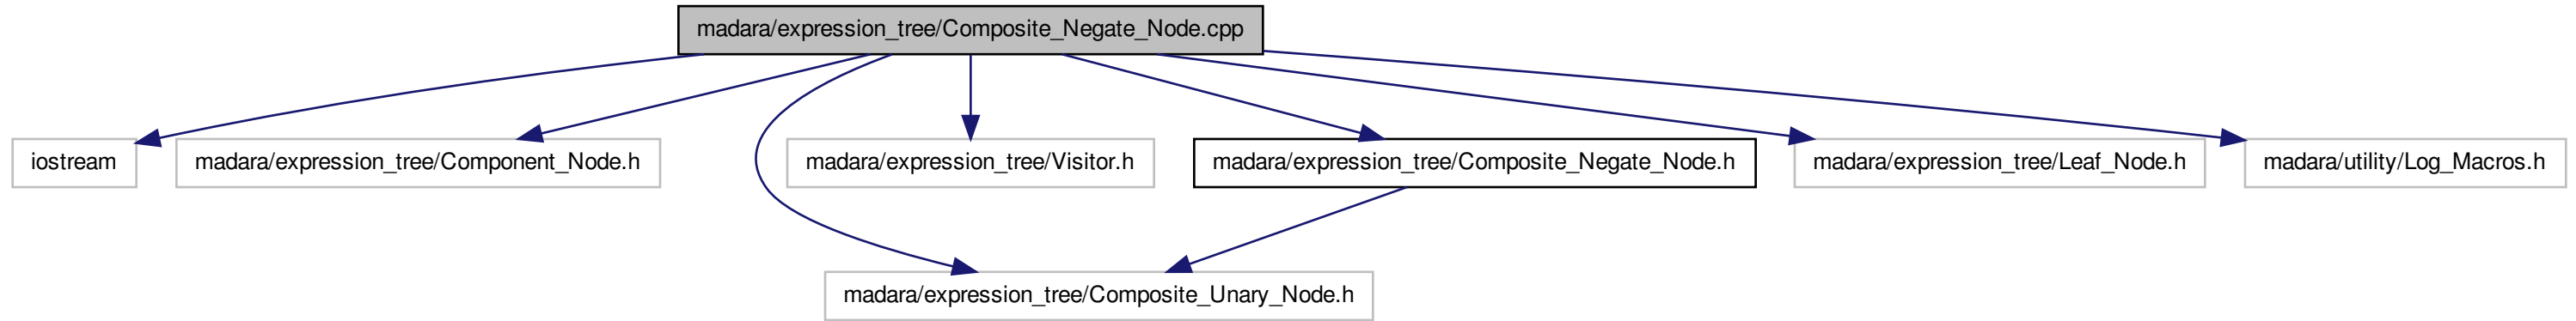 madara/expression_tree/Composite_Negate_Node.cpp
iostream
madara/expression_tree/Component_Node.h
madara/expression_tree/Visitor.h
madara/expression_tree/Composite_Negate_Node.h
madara/expression_tree/Leaf_Node.h
madara/utility/Log_Macros.h
madara/expression_tree/Composite_Unary_Node.h